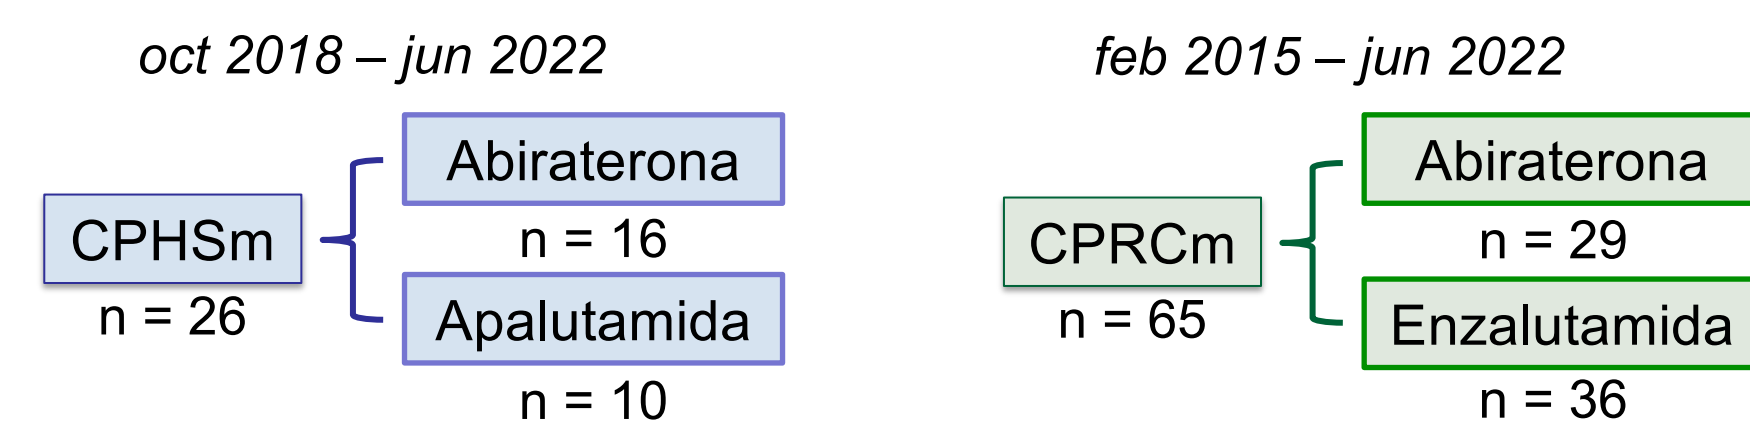 oct 2018 – jun 2022
Abiraterona
n = 16
CPHSm
n = 26
Apalutamida
n = 10
feb 2015 – jun 2022
Abiraterona
n = 29
CPRCm
n = 65
Enzalutamida
n = 36